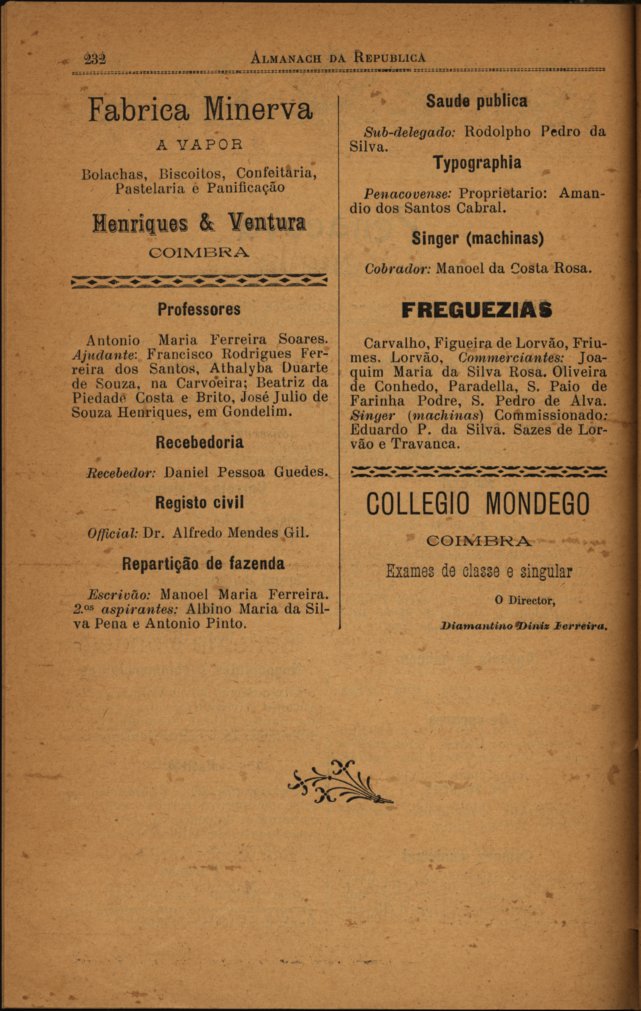 232
ALMANACH DA REPUBLICA
Fabrica Minerva
A VAPOR
Bolachas, Biscoitos, Confeitaria,
Pastelaria e Panificação
Henriques & Ventura
COIMBRA
Professores
Antonio Maria Ferreira Soares.
Ajudante: Francisco Rodrigues Fer-
reira dos Santos, Athalyba Duarte
de Souza, na Carvoeira; Beatriz da
Piedade Costa e Brito, José Julio de
Souza Henriques, em Gondelim.
Recebedoria
Recebedor: Daniel Pessoa Guedes.
Registo civil
Official: Dr. Alfredo Mendes Gil.
Repartição de fazenda
Escrivão: Manoel Maria Ferreira.
2.os aspirantes: Albino Maria da Sil-
va Pena e Antonio Pinto.
Saude publica
Sub-delegado: Rodolpho Pedro da
Silva.
Typographia
Penacovense: Proprietario: Aman-
dio dos Santos Cabral.
Singer (machinas)
Cobrador: Manoel da Costa Rosa.
FREGUEZIAS
Carvalho, Figueira de Lorvão, Friu-
mes. Lorvão, Commerciantes: Joa-
quim Maria da Silva Rosa. Oliveira
de Conhedo, Paradella, S. Paio de
Farinha Podre, S. Pedro de Alva.
Singer (machinas) Commissionado:
Eduardo P. da Silva. Sazes de Lor-
vão e Travanca.
COLLEGIO MONDEGO
COIMBRA
Exames de classe e singular
O Director,
Diamantino Diniz Ferreira.